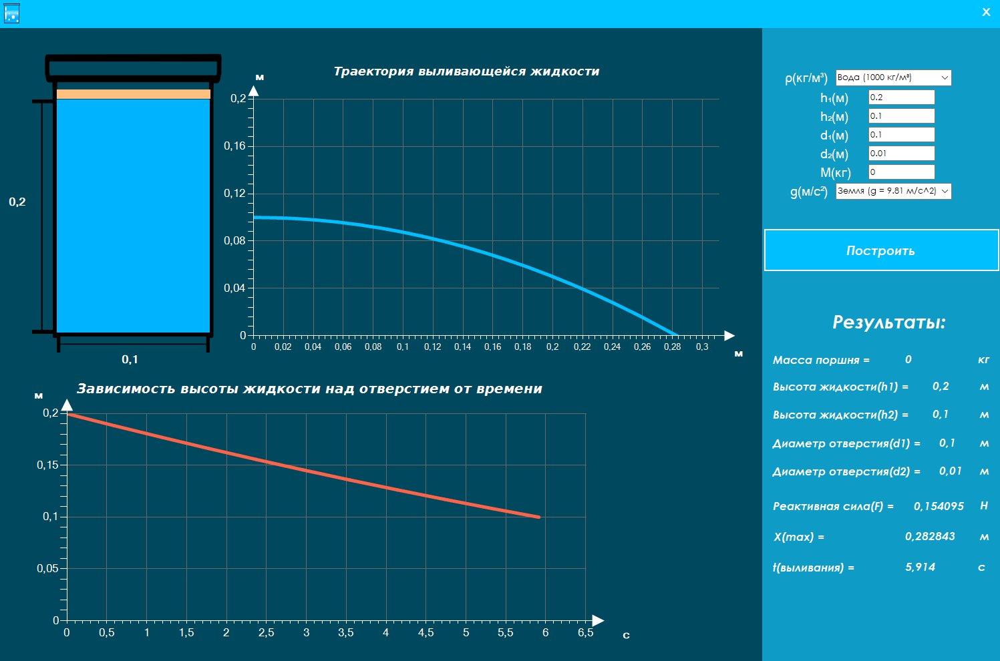 X
Траектория выливающейся жидкости
м
0,2
0,16
0,12
0,08
0,04
0
0 0,02 0,04 0,06 0,08 0,1 0,12 0,14 0,16 0,18 0,2 0,22 0,24 0,26 0,28 0,3
м
0,2
0,1
Зависимость высоты жидкости над отверстием от времени
м
0,2
0,15
0,1
0,05
0
0 0,5 1 1,5 2 2,5 3 3,5 4 4,5 5 5,5 6 6,5
с
ρ(кг/м³) Вода (1000 кг/м³)
h₁(м) 0.2
h₂(м) 0.1
d₁(м) 0.1
d₂(м) 0.01
М(кг) 0
g(м/с²) Земля (g = 9.81 м/с^2)
Построить
Результаты:
Масса поршня = 0 кг
Высота жидкости(h1) = 0,2 м
Высота жидкости(h2) = 0,1 м
Диаметр отверстия(d1) = 0,1 м
Диаметр отверстия(d2) = 0,01 м
Реактивная сила(F) = 0,154095 Н
X(max) = 0,282843 м
t(выливания) = 5,914 с